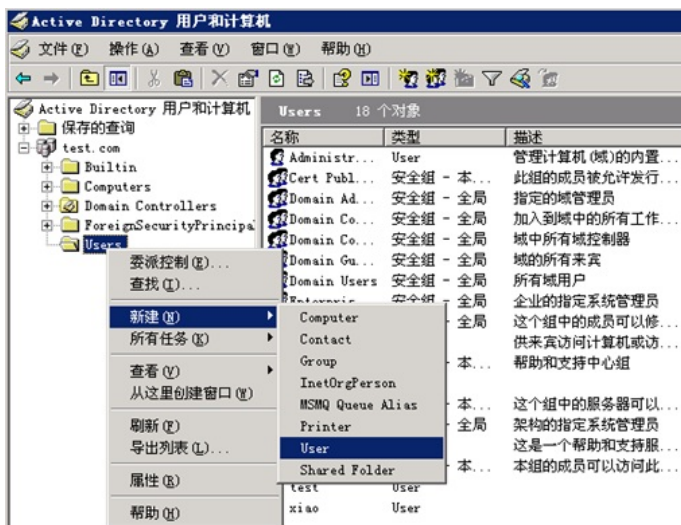 Active Directory 用户和计算机
文件(F) 操作(A) 查看(V) 窗口(W) 帮助(H)
Active Directory 用户和计算机
保存的查询
test.com
Builtin
Computers
Domain Controllers
ForeignSecurityPrincipa
Users
Users 18 个对象
名称 类型 描述
Administr... User 管理计算机(域)的内置...
Cert Publ... 安全组 - 本... 此组的成员被允许发行...
Domain Ad... 安全组 - 全局 指定的域管理员
Domain Co... 安全组 - 全局 加入到域中的所有工作...
Domain Co... 安全组 - 全局 域中所有域控制器
Domain Gu... 安全组 - 全局 域的所有来宾
Domain Users 安全组 - 全局 所有域用户
Enterpris... 安全组 - 全局 企业的指定系统管理员
- 全局 这个组中的成员可以修...
供来宾访问计算机或访...
- 本... 帮助和支持中心组
- 本... 这个组中的服务器可以...
- 全局 架构的指定系统管理员
这是一个帮助和支持服...
- 本... 本组的成员可以访问此...
test User
xiao User
委派控制(E)...
查找(I)...
新建(N)
所有任务(K)
查看(V)
从这里创建窗口(W)
刷新(F)
导出列表(L)...
属性(R)
帮助(H)
Computer
Contact
Group
InetOrgPerson
MSMQ Queue Alias
Printer
User
Shared Folder